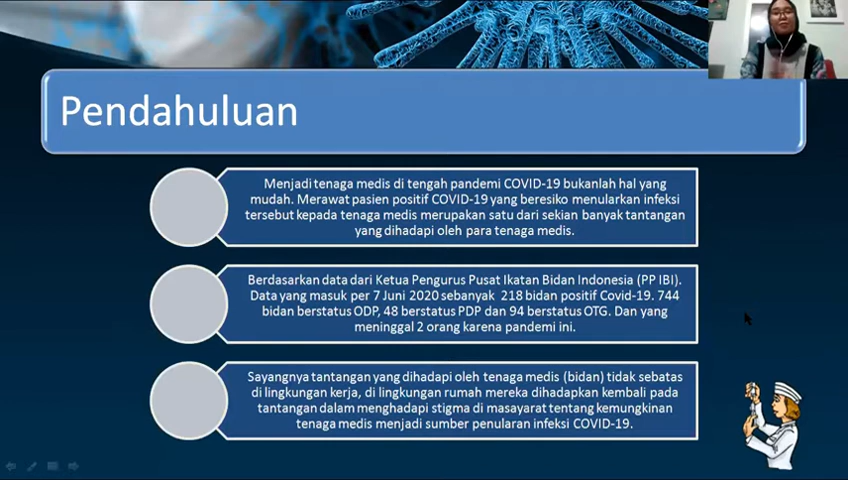 Pendahuluan
Menjadi tenaga medis di tengah pandemi COVID-19 bukanlah hal yang
mudah. Merawat pasien positif COVID-19 yang beresiko menularkan infeksi
tersebut kepada tenaga medis merupakan satu dari sekian banyak tantangan
yang dihadapi oleh para tenaga medis.
Berdasarkan data dari Ketua Pengurus Pusat Ikatan Bidan Indonesia (PP IBI).
Data yang masuk per 7 Juni 2020 sebanyak 218 bidan positif Covid-19. 744
bidan berstatus ODP, 48 berstatus PDP dan 94 berstatus OTG. Dan yang
meninggal 2 orang karena pandemi ini.
Sayangnya tantangan yang dihadapi oleh tenaga medis (bidan) tidak sebatas
di lingkungan kerja, di lingkungan rumah mereka dihadapkan kembali pada
tantangan dalam menghadapi stigma di masayarat tentang kemungkinan
tenaga medis menjadi sumber penularan infeksi COVID-19.